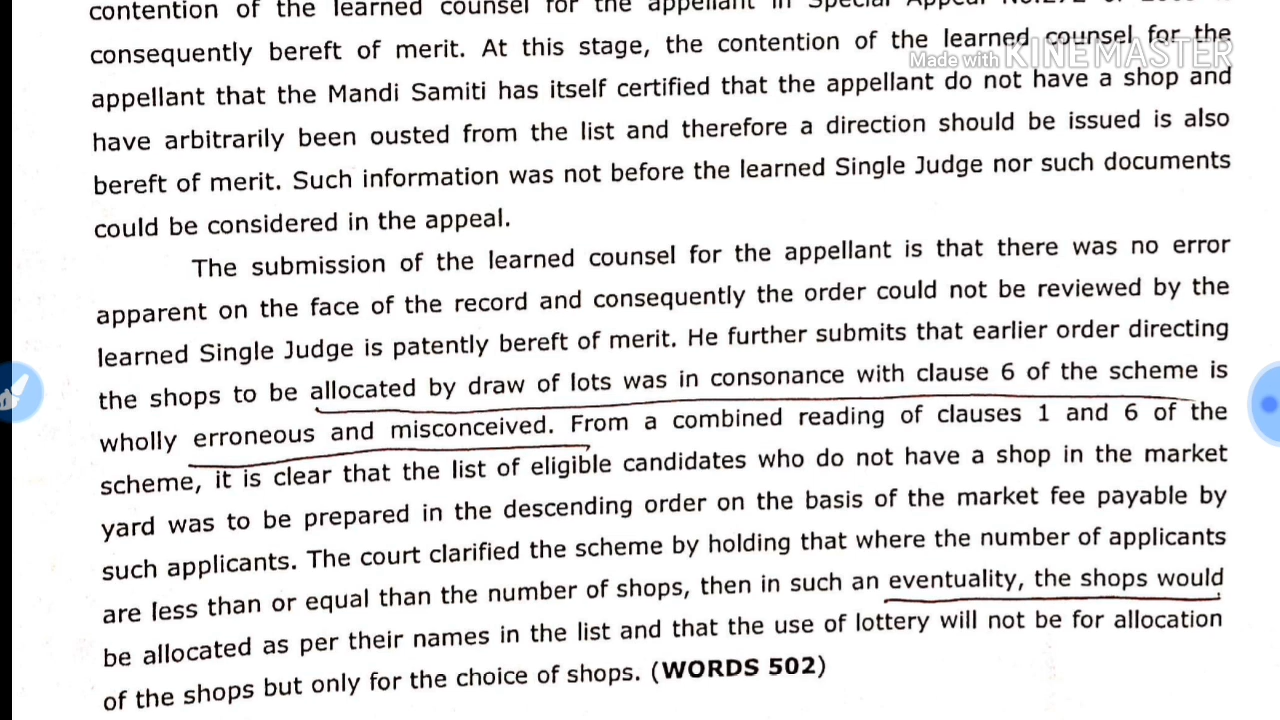 contention of the learned counsel for the appellant in Special Appeal
consequently bereft of merit. At this stage, the contention of the learned counsel for the
Made with KINEMASTER
appellant that the Mandi Samiti has itself certified that the appellant do not have a shop and
have arbitrarily been ousted from the list and therefore a direction should be issued is also
bereft of merit. Such information was not before the learned Single Judge nor such documents
could be considered in the appeal.
The submission of the learned counsel for the appellant is that there was no error
apparent on the face of the record and consequently the order could not be reviewed by the
learned Single Judge is patently bereft of merit. He further submits that earlier order directing
the shops to be allocated by draw of lots was in consonance with clause 6 of the scheme is
wholly erroneous and misconceived. From a combined reading of clauses 1 and 6 of the
scheme, it is clear that the list of eligible candidates who do not have a shop in the market
yard was to be prepared in the descending order on the basis of the market fee payable by
such applicants. The court clarified the scheme by holding that where the number of applicants
are less than or equal than the number of shops, then in such an eventuality, the shops would
be allocated as per their names in the list and that the use of lottery will not be for allocation
of the shops but only for the choice of shops. (WORDS 502)